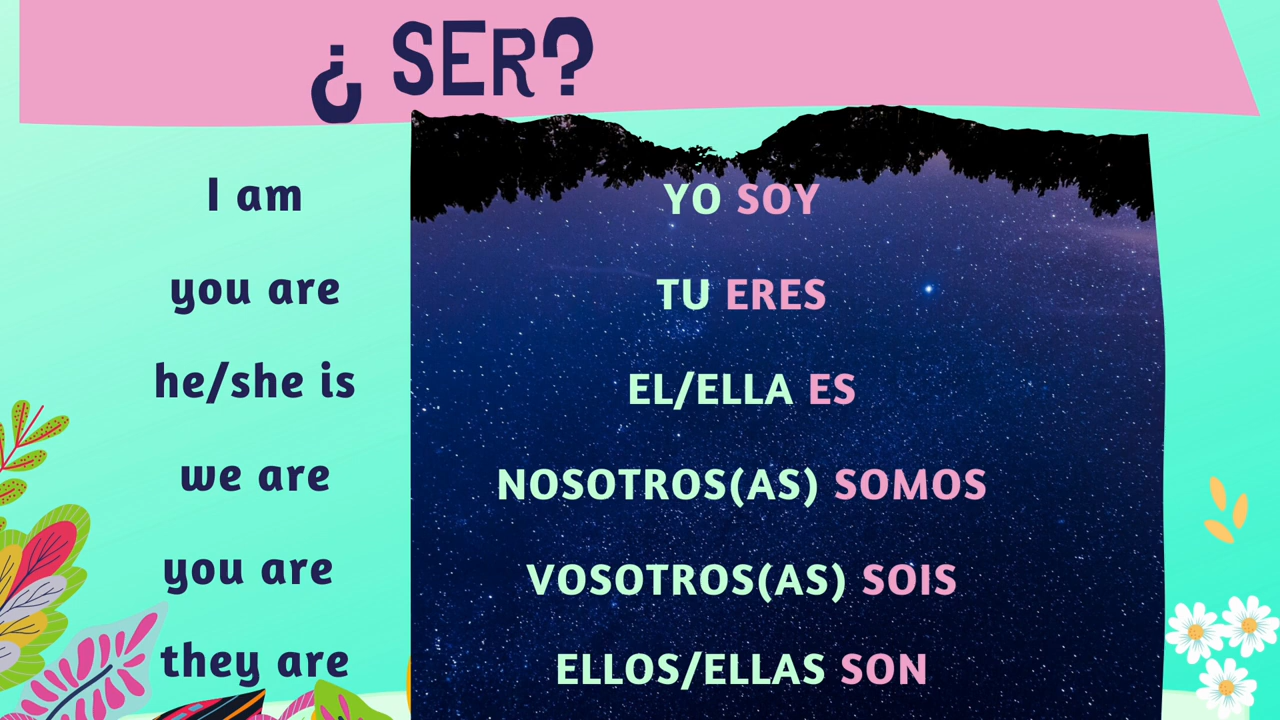 ¿ SER?
I am YO SOY
you are TU ERES
he/she is EL/ELLA ES
we are NOSOTROS(AS) SOMOS
you are VOSOTROS(AS) SOIS
they are ELLOS/ELLAS SON